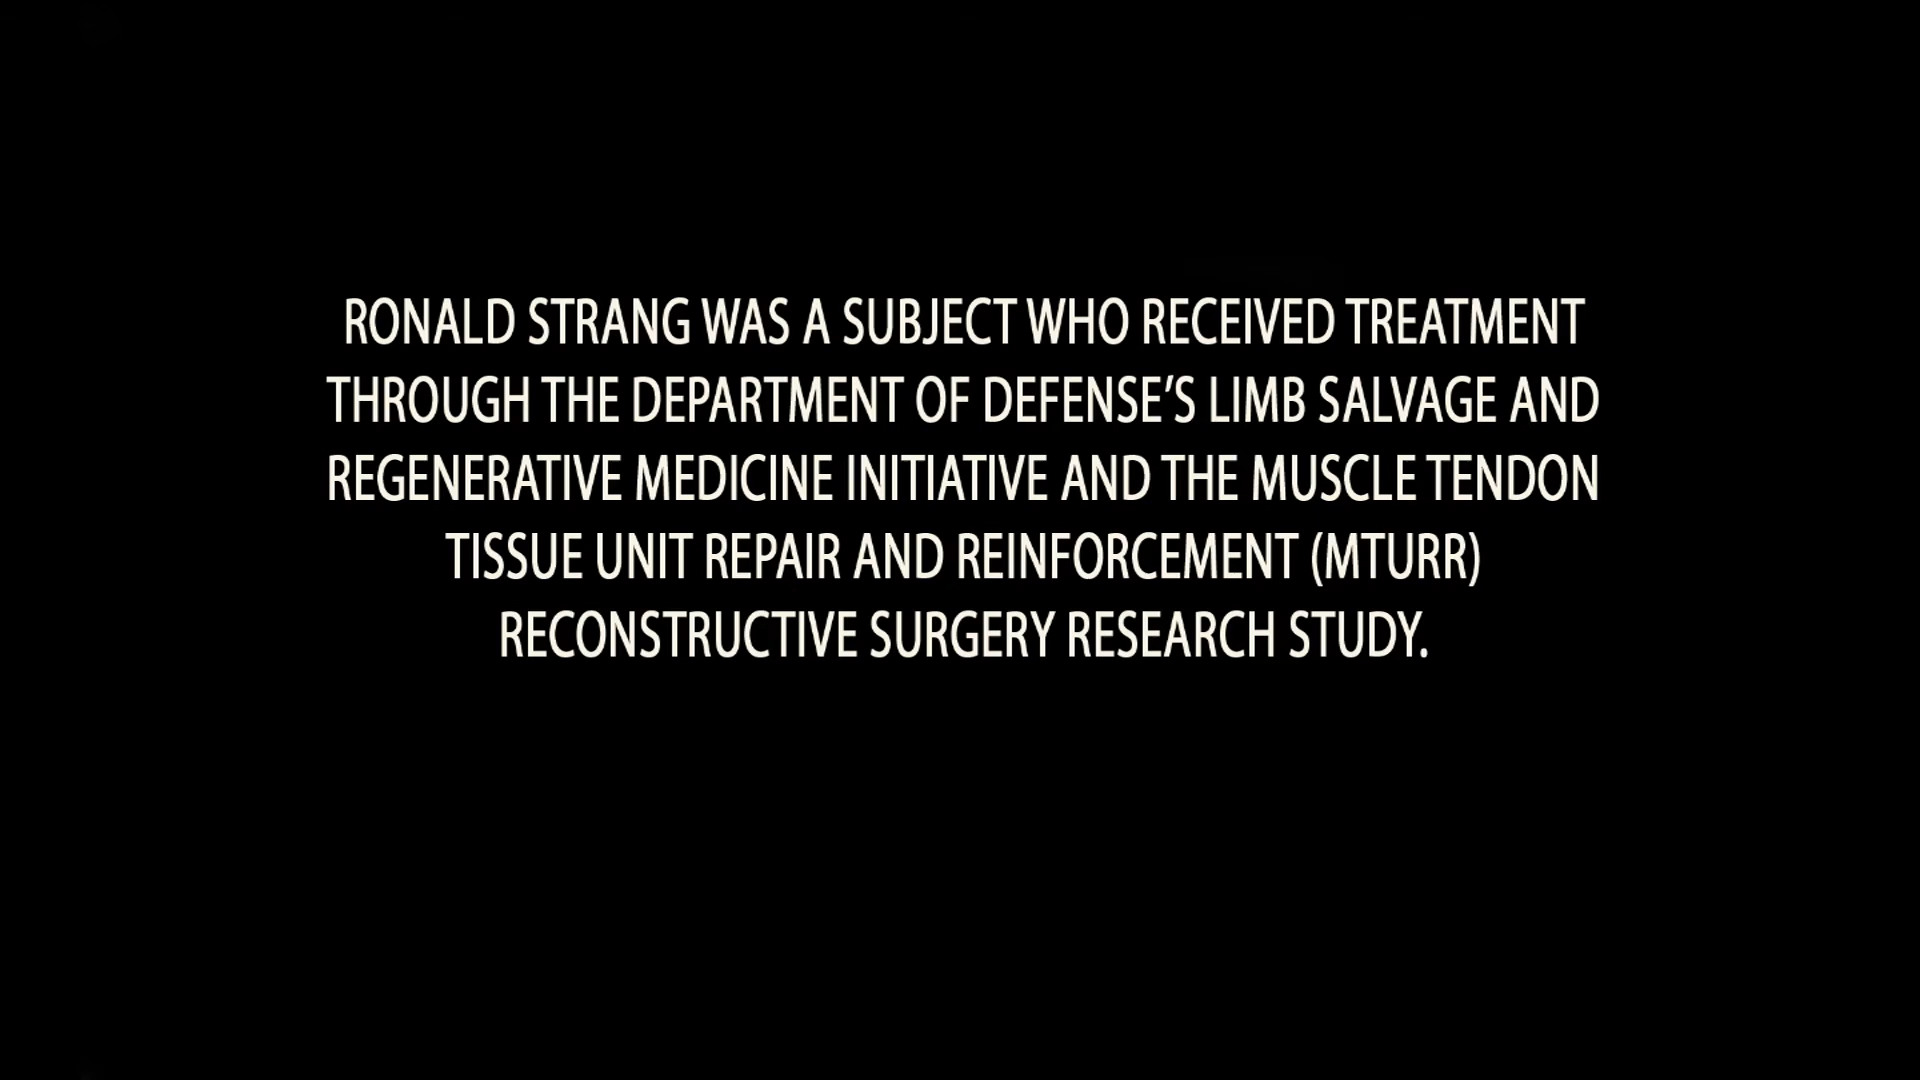 RONALD STRANG WAS A SUBJECT WHO RECEIVED TREATMENT
THROUGH THE DEPARTMENT OF DEFENSE’S LIMB SALVAGE AND
REGENERATIVE MEDICINE INITIATIVE AND THE MUSCLE TENDON
TISSUE UNIT REPAIR AND REINFORCEMENT (MTURR)
RECONSTRUCTIVE SURGERY RESEARCH STUDY.